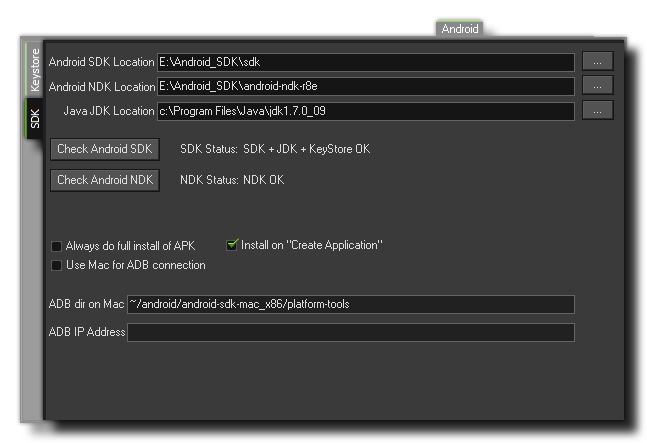 Android
Keystore
SDK
Android SDK Location E:\Android_SDK\sdk ...
Android NDK Location E:\Android_SDK\android-ndk-r8e ...
Java JDK Location c:\Program Files\Java\jdk1.7.0_09 ...
Check Android SDK SDK Status: SDK + JDK + KeyStore OK
Check Android NDK NDK Status: NDK OK
Always do full install of APK Install on "Create Application"
Use Mac for ADB connection
ADB dir on Mac ~/android/android-sdk-mac_x86/platform-tools
ADB IP Address